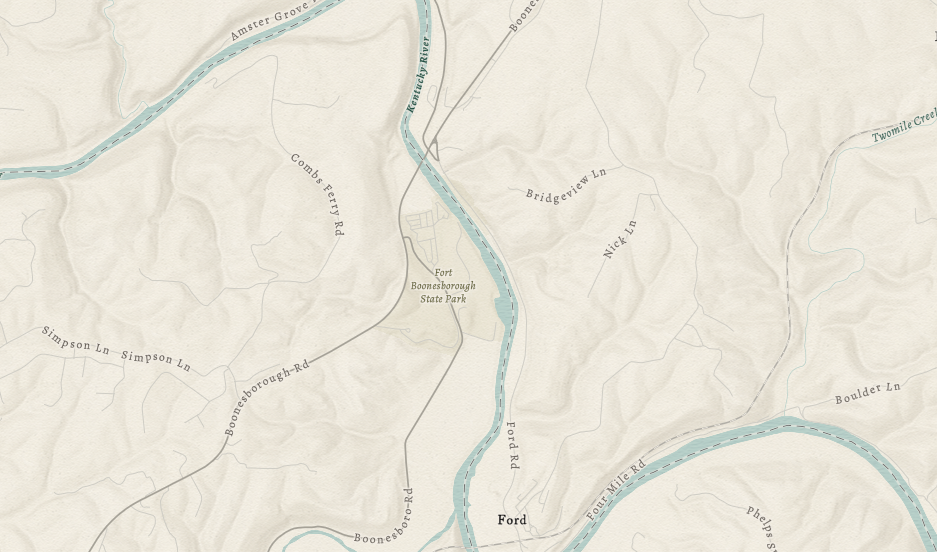 Amster Grove
Boone
Kentucky River
Twomile Creek
Combs Ferry Rd
Bridgeview Ln
Nick Ln
Fort
Boonesborough
State Park
Simpson Ln
Simpson Ln
Boonesborough Rd
Boulder Ln
Ford Rd
Four Mile Rd
Boonesboro Rd
Ford
Phelps